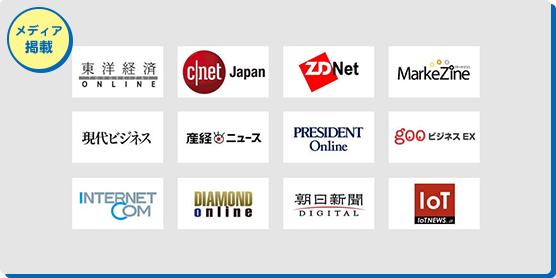 メディア
掲載
東洋経済
ONLINE
c|net Japan
ZDNet
MarkeZine
現代ビジネス
産経ニュース
PRESIDENT
Online
goo ビジネス EX
INTERNET
COM
DIAMOND
online
朝日新聞
DIGITAL
IoT
IoTNEWS.jp